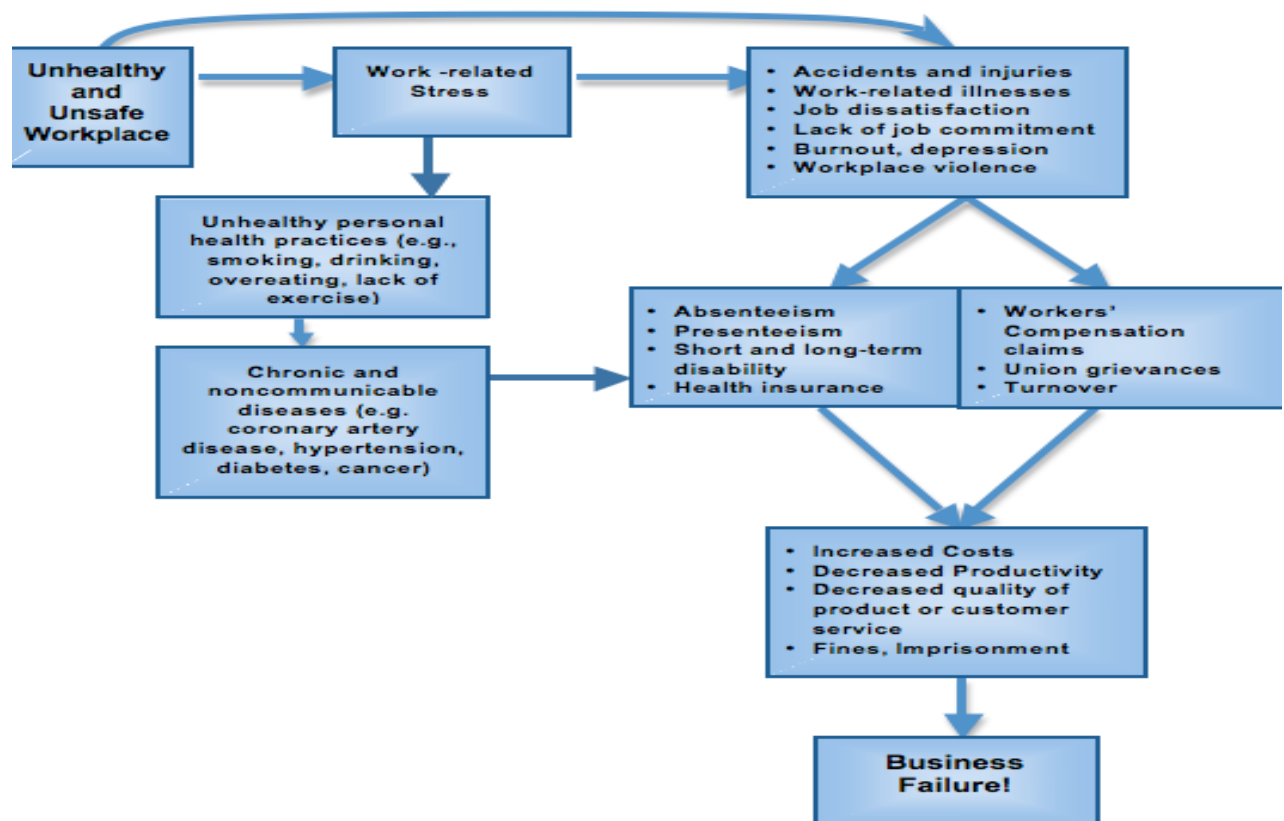 Unhealthy
and
Unsafe
Workplace
Work -related
Stress
• Accidents and injuries
• Work-related illnesses
• Job dissatisfaction
• Lack of job commitment
• Burnout, depression
• Workplace violence
Unhealthy personal
health practices (e.g.,
smoking, drinking,
overeating, lack of
exercise)
Chronic and
noncommunicable
diseases (e.g.
coronary artery
disease, hypertension,
diabetes, cancer)
• Absenteeism
• Presenteeism
• Short and long-term
disability
• Health insurance
• Workers'
Compensation
claims
• Union grievances
• Turnover
• Increased Costs
• Decreased Productivity
• Decreased quality of
product or customer
service
• Fines, Imprisonment
Business
Failure!